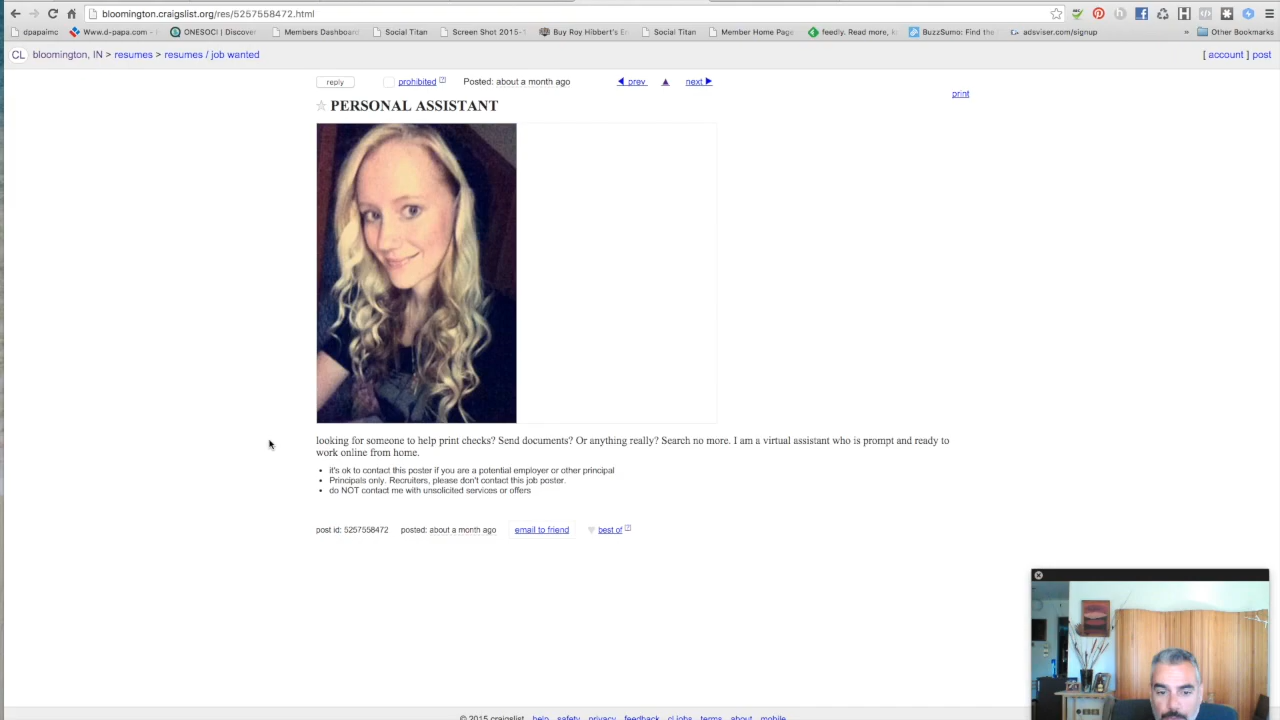 bloomington.craigslist.org/res/5257558472.html
dpapaimc
Www.d-papa.com -
ONESOCI | Discover
Members Dashboard
Social Titan
Screen Shot 2015-1
Buy Roy Hibbert's En
Social Titan
Member Home Page
feedly. Read more, k
BuzzSumo: Find the
adsviser.com/signup
Other Bookmarks
CL bloomington, IN > resumes > resumes / job wanted
[ account ] post
reply prohibited [?] Posted: about a month ago ◀ prev ▲ next ▶
print
☆ PERSONAL ASSISTANT
looking for someone to help print checks? Send documents? Or anything really? Search no more. I am a virtual assistant who is prompt and ready to
work online from home.
• it's ok to contact this poster if you are a potential employer or other principal
• Principals only. Recruiters, please don't contact this job poster.
• do NOT contact me with unsolicited services or offers
post id: 5257558472 posted: about a month ago email to friend ♥ best of [?]
© 2015 craigslist help safety privacy feedback cl jobs terms about mobile